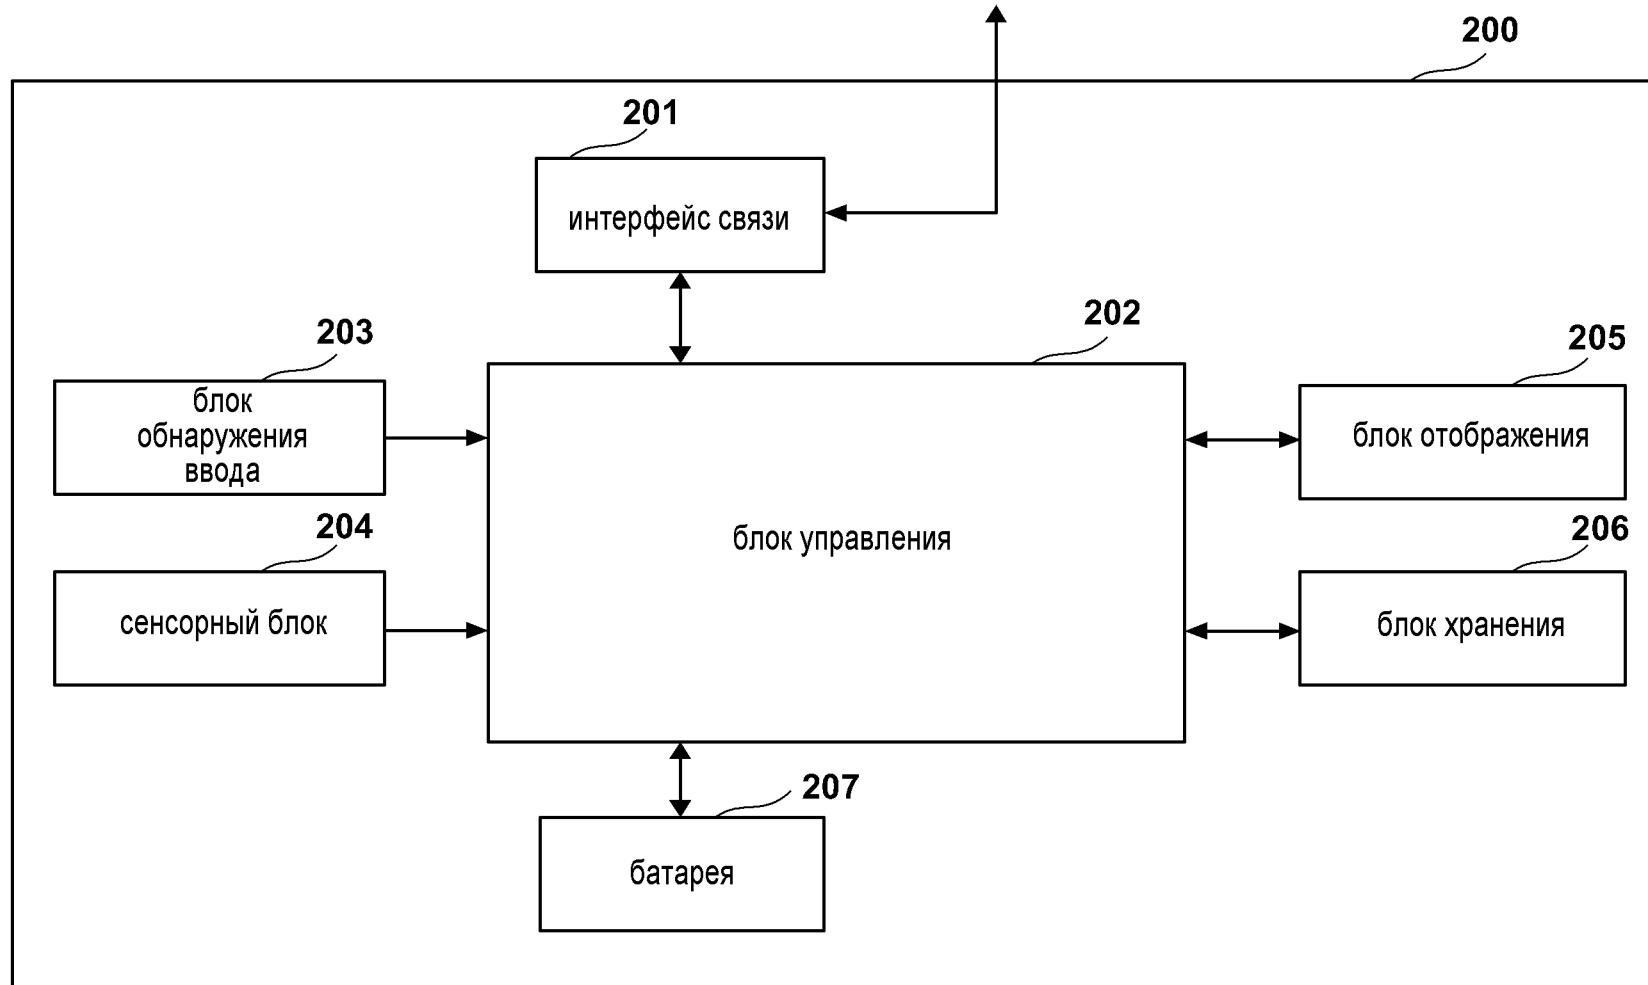 200
201
интерфейс связи
202
203
блок
обнаружения
ввода
205
блок отображения
204
сенсорный блок
блок управления
206
блок хранения
207
батарея